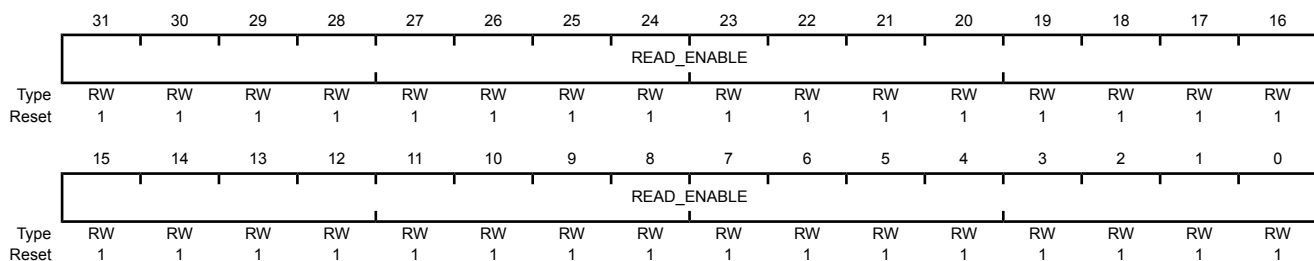 31 30 29 28 27 26 25 24 23 22 21 20 19 18 17 16
READ_ENABLE
Type RW RW RW RW RW RW RW RW RW RW RW RW RW RW RW RW
Reset 1 1 1 1 1 1 1 1 1 1 1 1 1 1 1 1
15 14 13 12 11 10 9 8 7 6 5 4 3 2 1 0
READ_ENABLE
Type RW RW RW RW RW RW RW RW RW RW RW RW RW RW RW RW
Reset 1 1 1 1 1 1 1 1 1 1 1 1 1 1 1 1